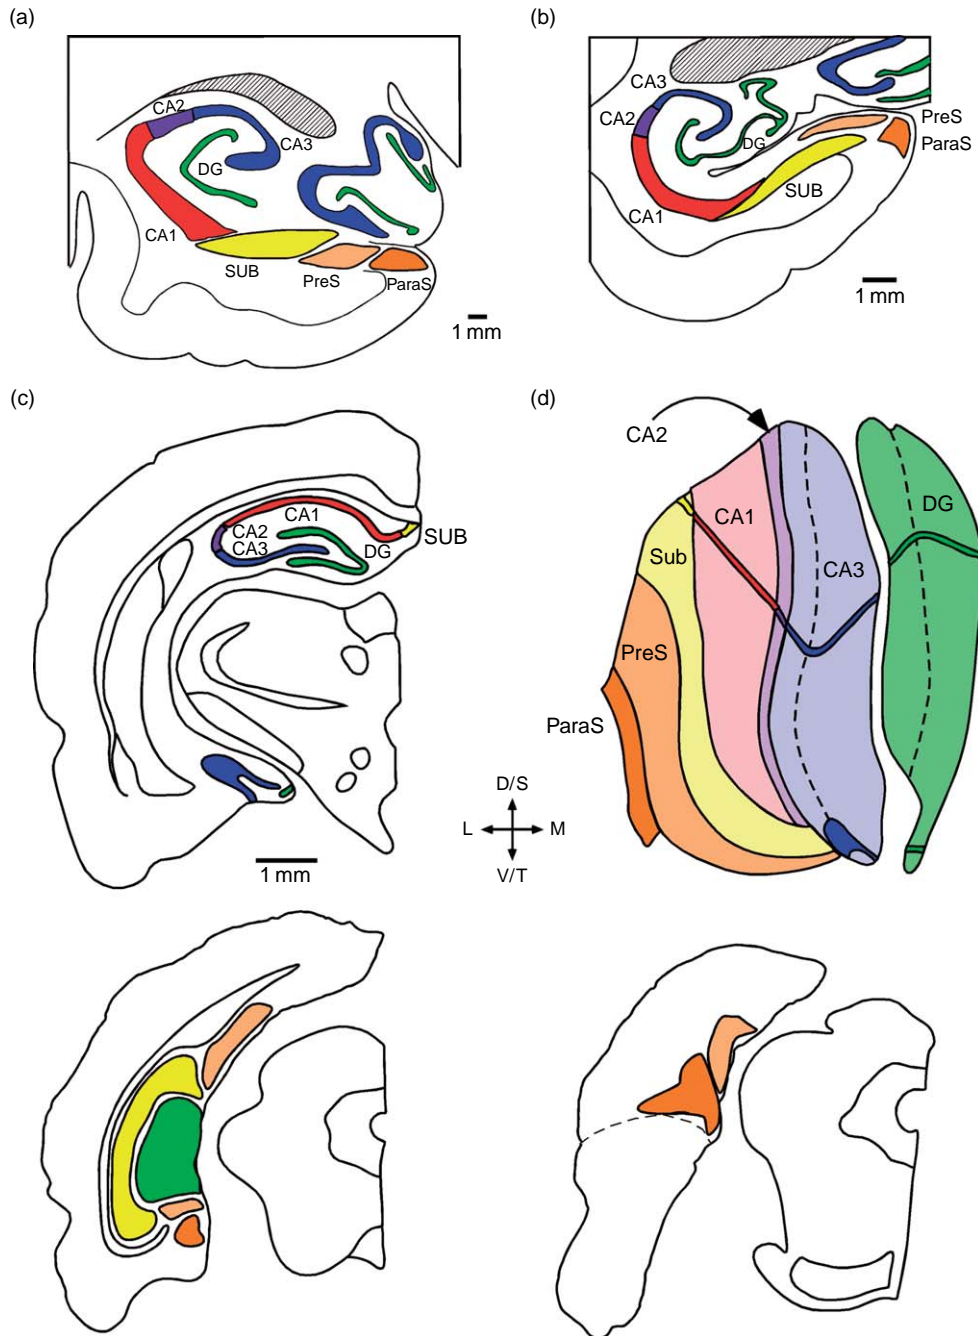 (a)
CA2
CA3
DG
CA1
SUB
PreS
ParaS
1 mm
(b)
CA3
CA2
DG
PreS
ParaS
SUB
CA1
1 mm
(c)
CA1
CA2
CA3
DG
SUB
1 mm
D/S
L
M
V/T
(d)
CA2
CA1
DG
Sub
CA3
PreS
ParaS